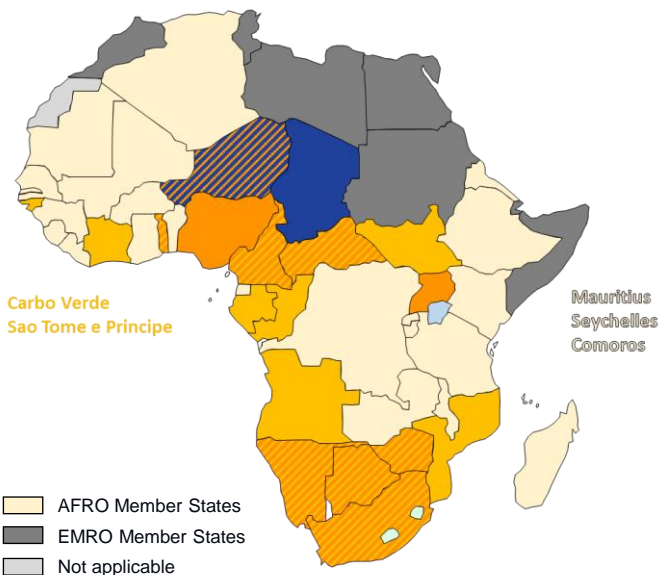 Carbo Verde
Sao Tome e Principe
Mauritius
Seychelles
Comoros
AFRO Member States
EMRO Member States
Not applicable